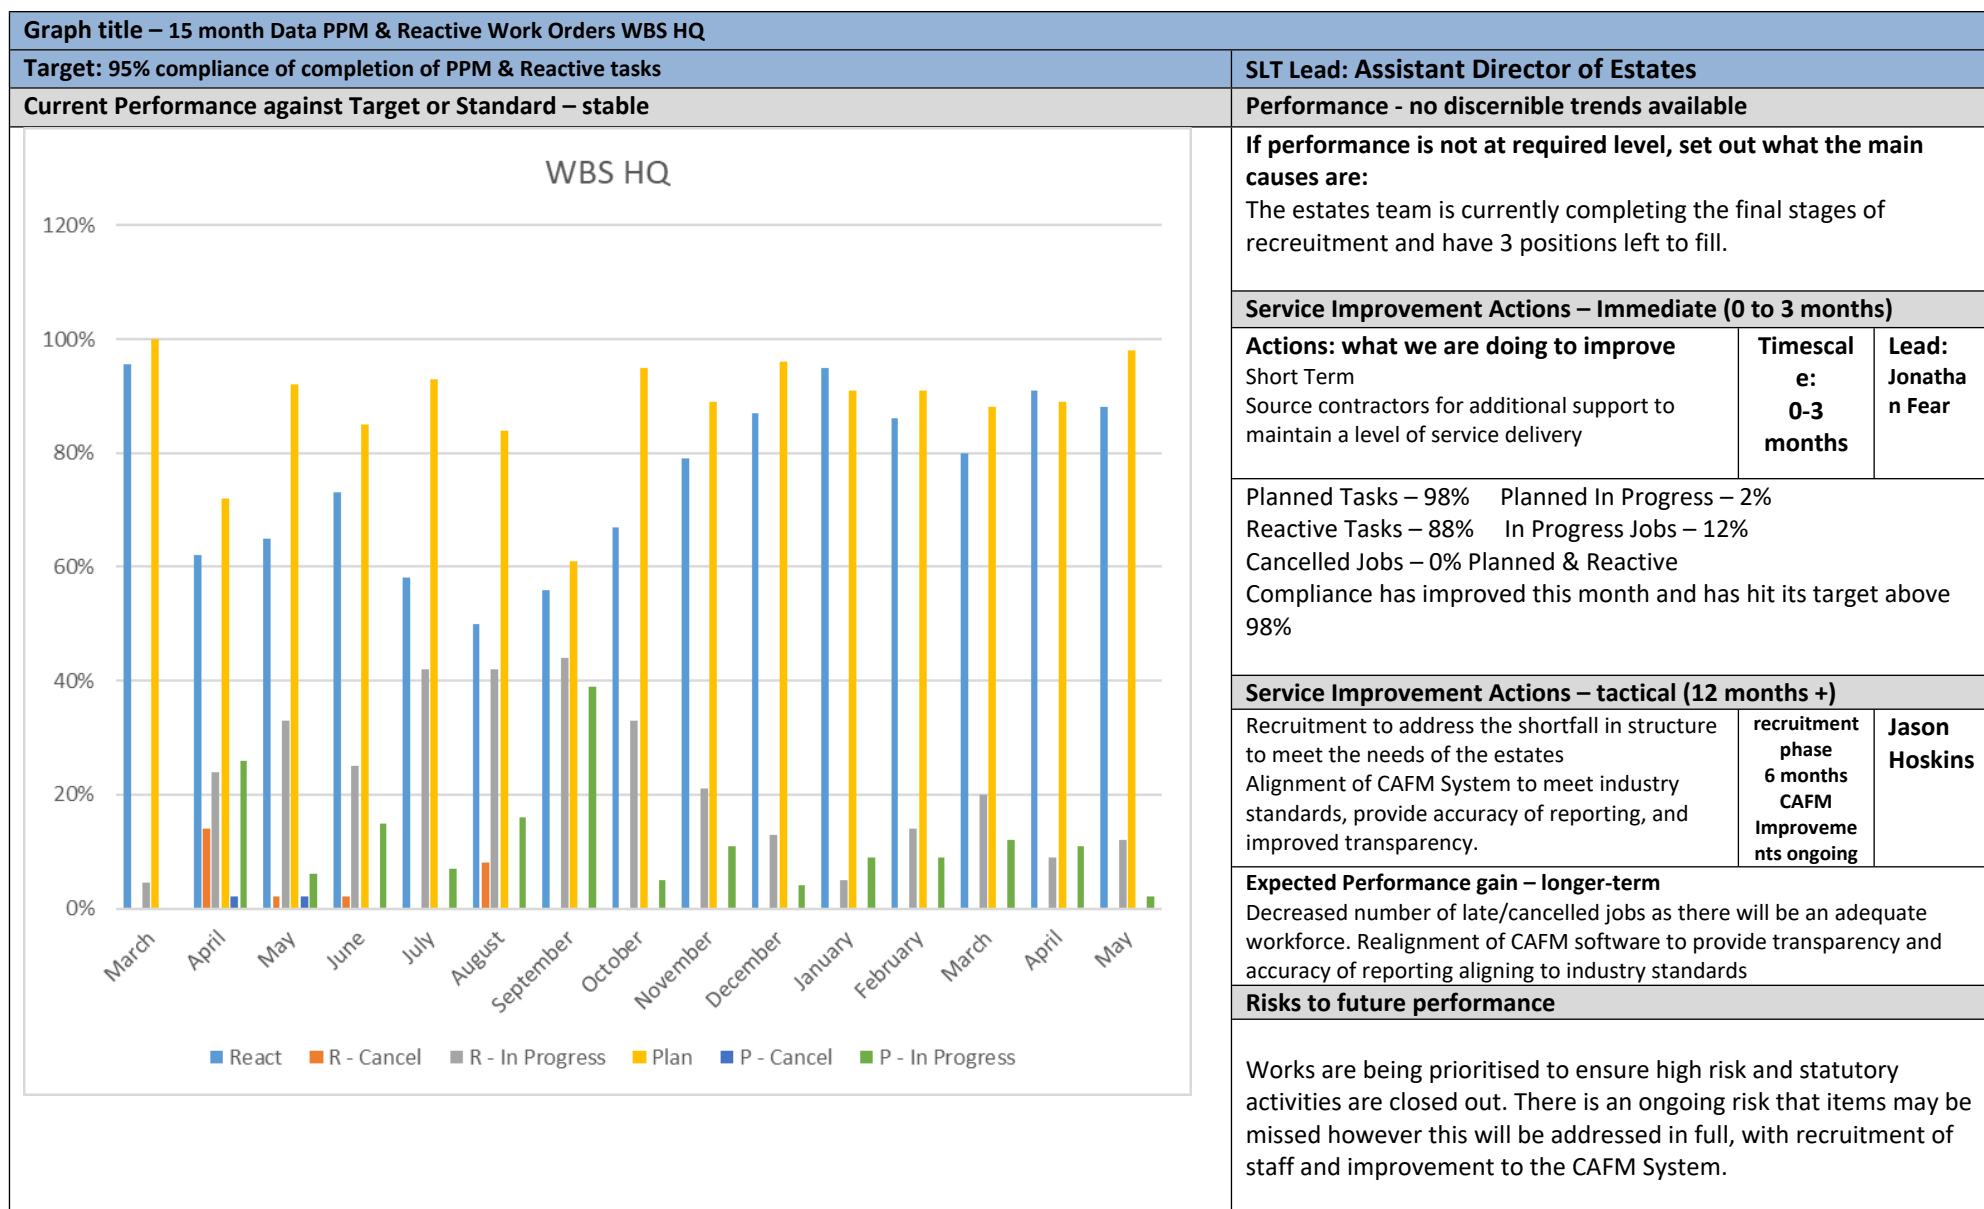 Graph title – 15 month Data PPM & Reactive Work Orders WBS HQ
Target: 95% compliance of completion of PPM & Reactive tasks
SLT Lead: Assistant Director of Estates
Current Performance against Target or Standard – stable
Performance - no discernible trends available
WBS HQ
120%
100%
80%
60%
40%
20%
0%
March
April
May
June
July
August
September
October
November
December
January
February
March
April
May
React
R - Cancel
R - In Progress
Plan
P - Cancel
P - In Progress
If performance is not at required level, set out what the main
causes are:
The estates team is currently completing the final stages of
recreuitment and have 3 positions left to fill.
Service Improvement Actions – Immediate (0 to 3 months)
Actions: what we are doing to improve
Short Term
Source contractors for additional support to
maintain a level of service delivery
Timescal
e:
0-3
months
Lead:
Jonatha
n Fear
Planned Tasks – 98% Planned In Progress – 2%
Reactive Tasks – 88% In Progress Jobs – 12%
Cancelled Jobs – 0% Planned & Reactive
Compliance has improved this month and has hit its target above
98%
Service Improvement Actions – tactical (12 months +)
Recruitment to address the shortfall in structure
to meet the needs of the estates
Alignment of CAFM System to meet industry
standards, provide accuracy of reporting, and
improved transparency.
recruitment
phase
6 months
CAFM
Improveme
nts ongoing
Jason
Hoskins
Expected Performance gain – longer-term
Decreased number of late/cancelled jobs as there will be an adequate
workforce. Realignment of CAFM software to provide transparency and
accuracy of reporting aligning to industry standards
Risks to future performance
Works are being prioritised to ensure high risk and statutory
activities are closed out. There is an ongoing risk that items may be
missed however this will be addressed in full, with recruitment of
staff and improvement to the CAFM System.